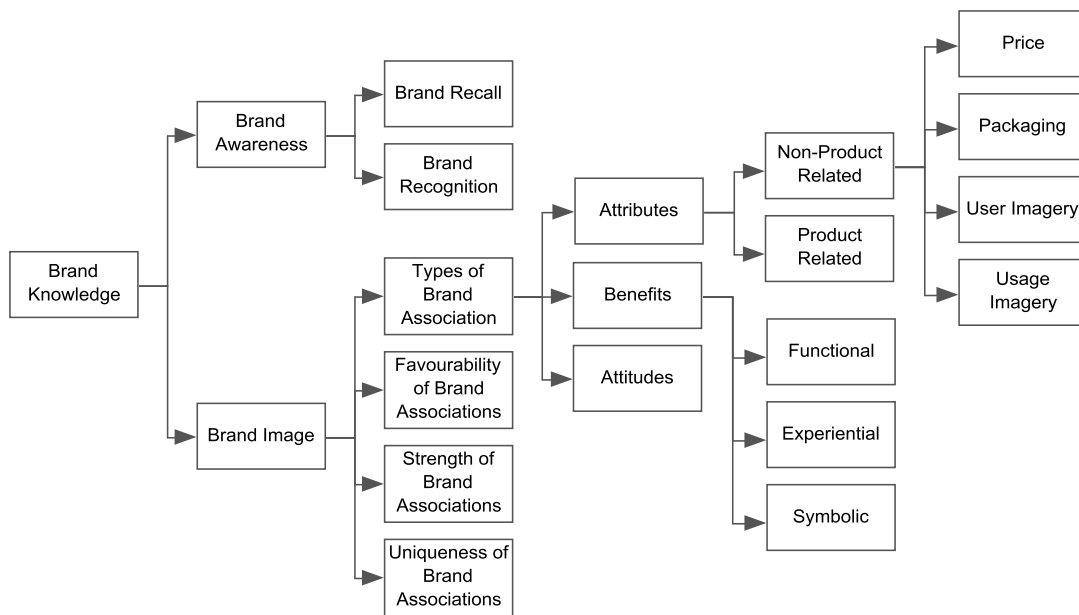 Brand
Knowledge
Brand
Awareness
Brand Image
Brand Recall
Brand
Recognition
Types of
Brand
Association
Favourability
of Brand
Associations
Strength of
Brand
Associations
Uniqueness of
Brand
Associations
Attributes
Benefits
Attitudes
Non-Product
Related
Product
Related
Functional
Experiential
Symbolic
Price
Packaging
User Imagery
Usage
Imagery